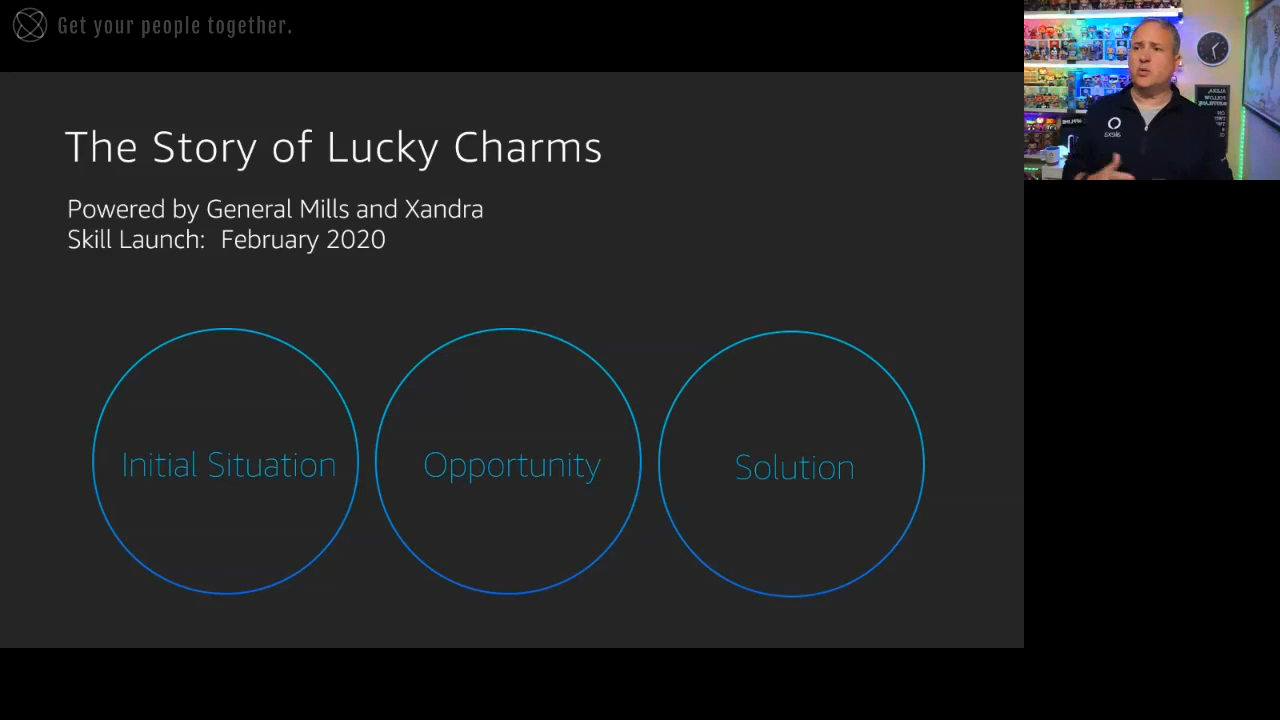 Get your people together.
The Story of Lucky Charms
Powered by General Mills and Xandra
Skill Launch: February 2020
Initial Situation
Opportunity
Solution